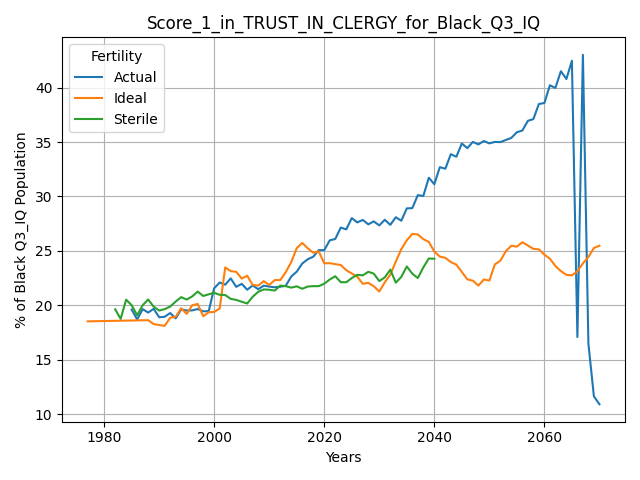 Score_1_in_TRUST_IN_CLERGY_for_Black_Q3_IQ
Fertility
Actual
Ideal
Sterile
% of Black Q3_IQ Population
40
35
30
25
20
15
10
1980 2000 2020 2040 2060
Years